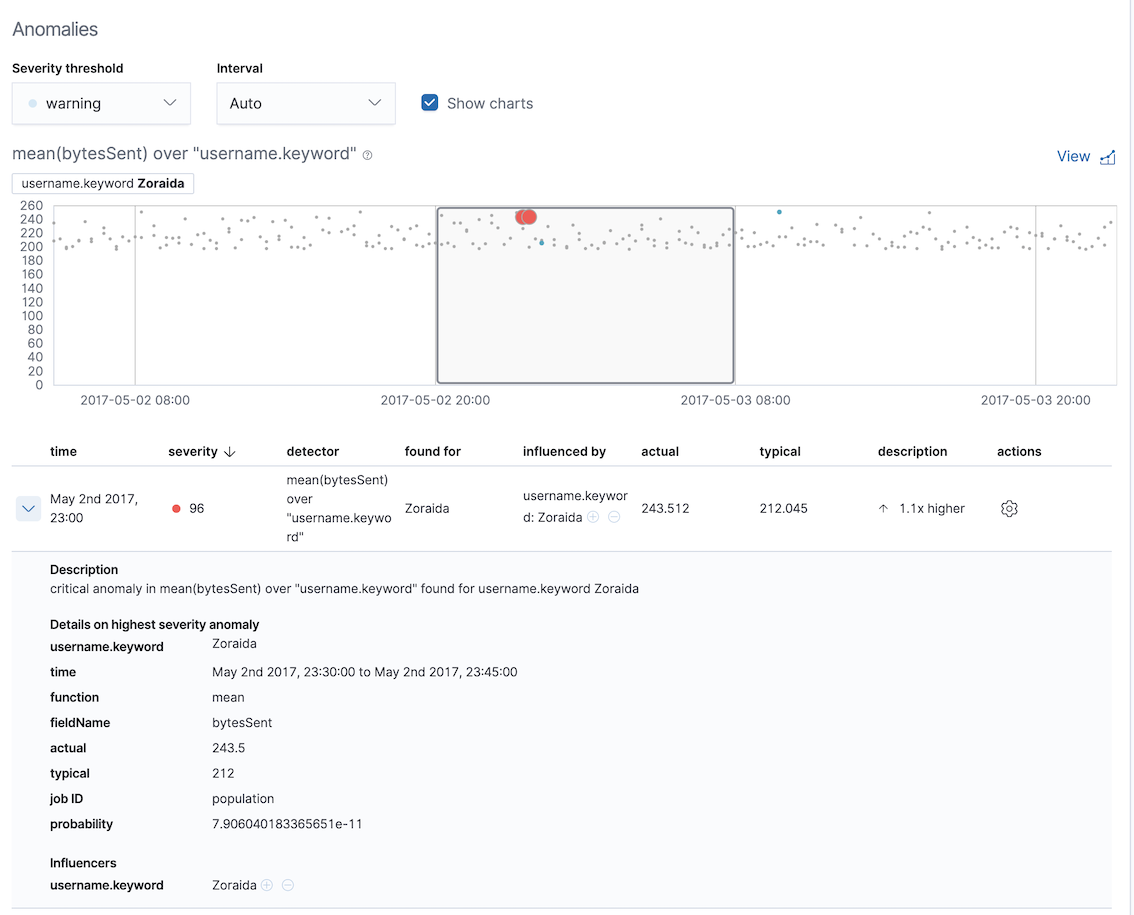 Anomalies
Severity threshold
Interval
warning
Auto
Show charts
mean(bytesSent) over "username.keyword"
View
username.keyword Zoraida
260
240
220
200
180
160
140
120
100
80
60
40
20
0
2017-05-02 08:00
2017-05-02 20:00
2017-05-03 08:00
2017-05-03 20:00
time severity detector found for influenced by actual typical description actions
May 2nd 2017,
23:00
96
mean(bytesSent)
over
"username.keywo
rd"
Zoraida
username.keywor
d: Zoraida
243.512
212.045
1.1x higher
Description
critical anomaly in mean(bytesSent) over "username.keyword" found for username.keyword Zoraida
Details on highest severity anomaly
username.keyword Zoraida
time May 2nd 2017, 23:30:00 to May 2nd 2017, 23:45:00
function mean
fieldName bytesSent
actual 243.5
typical 212
job ID population
probability 7.906040183365651e-11
Influencers
username.keyword Zoraida